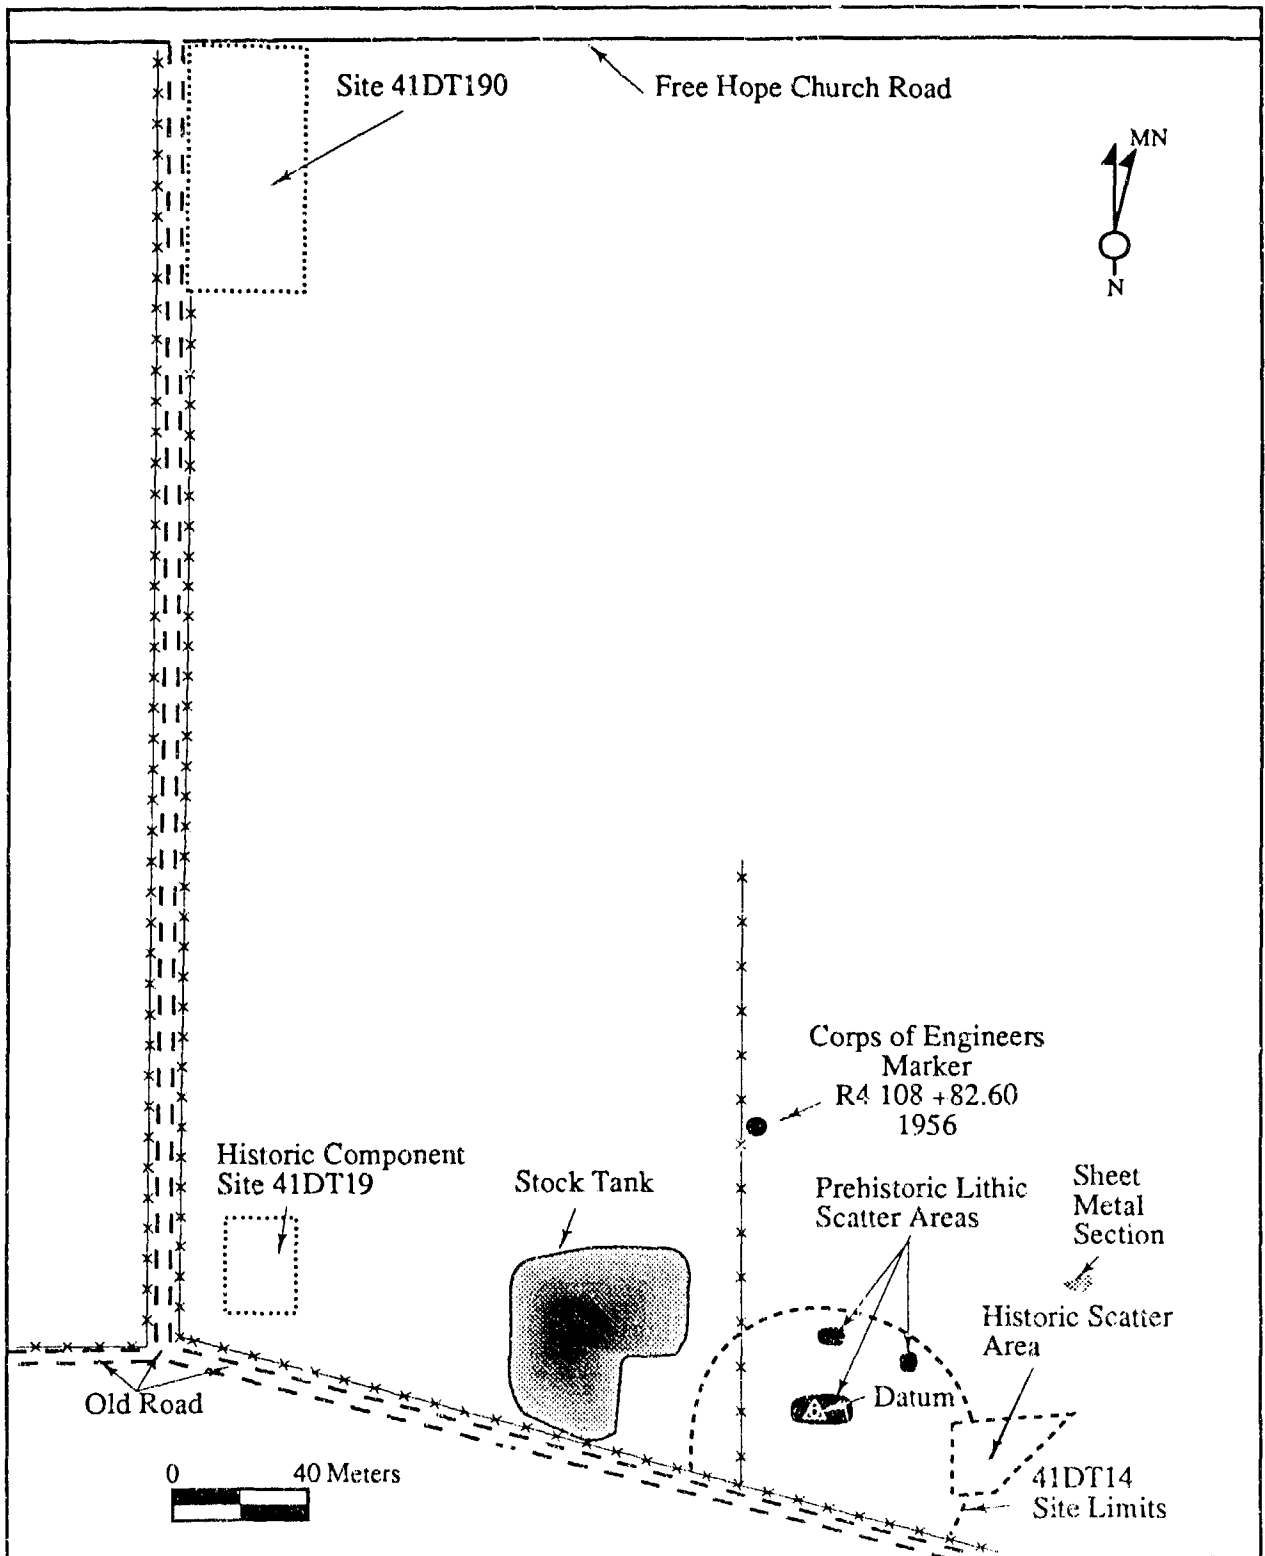 Site 41DT190
Free Hope Church Road
MN
N
Corps of Engineers
Marker
R4 108 +82.60
1956
Historic Component
Site 41DT19
Stock Tank
Prehistoric Lithic
Scatter Areas
Sheet
Metal
Section
Historic Scatter
Area
Datum
Old Road
0 40 Meters
41DT14
Site Limits